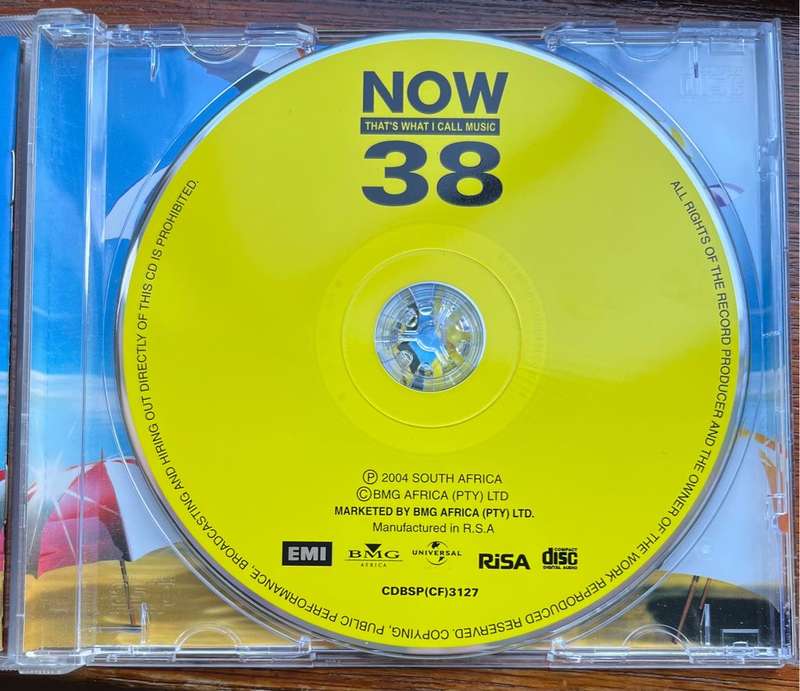 NOW
THAT'S WHAT I CALL MUSIC
38
ALL RIGHTS OF THE RECORD PRODUCER AND THE OWNER OF THE WORK REPRODUCED RESERVED. COPYING, PUBLIC PERFORMANCE, BROADCASTING AND HIRING OUT DIRECTLY OF THIS CD IS PROHIBITED.
Ⓟ 2004 SOUTH AFRICA
©BMG AFRICA (PTY) LTD
MARKETED BY BMG AFRICA (PTY) LTD.
Manufactured in R.S.A
EMI
BMG
AFRICA
UNIVERSAL
RiSA
COMPACT
disc
DIGITAL AUDIO
CDBSP(CF)3127